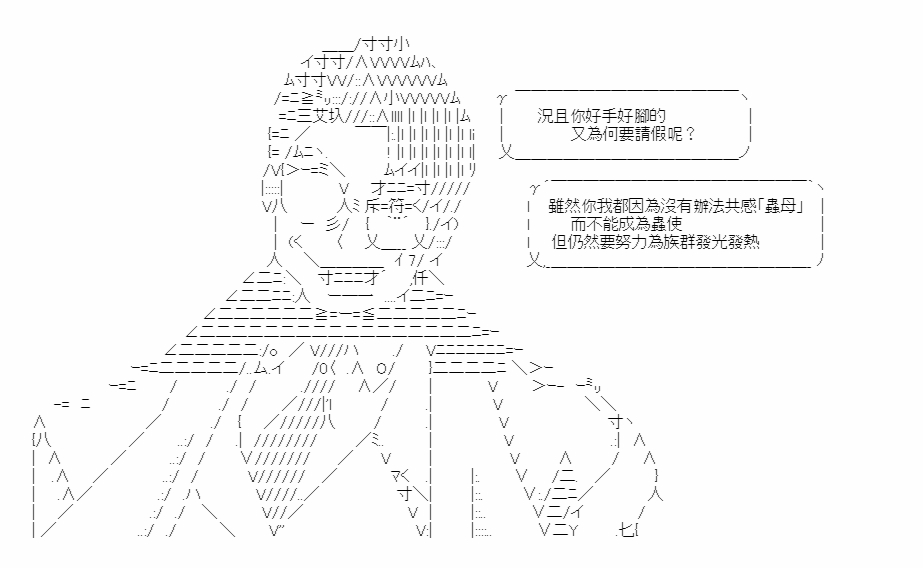 況且你好手好腳的
又為何要請假呢？
雖然你我都因為沒有辦法共感「蟲母」
而不能成為蟲使
但仍然要努力為族群發光發熱